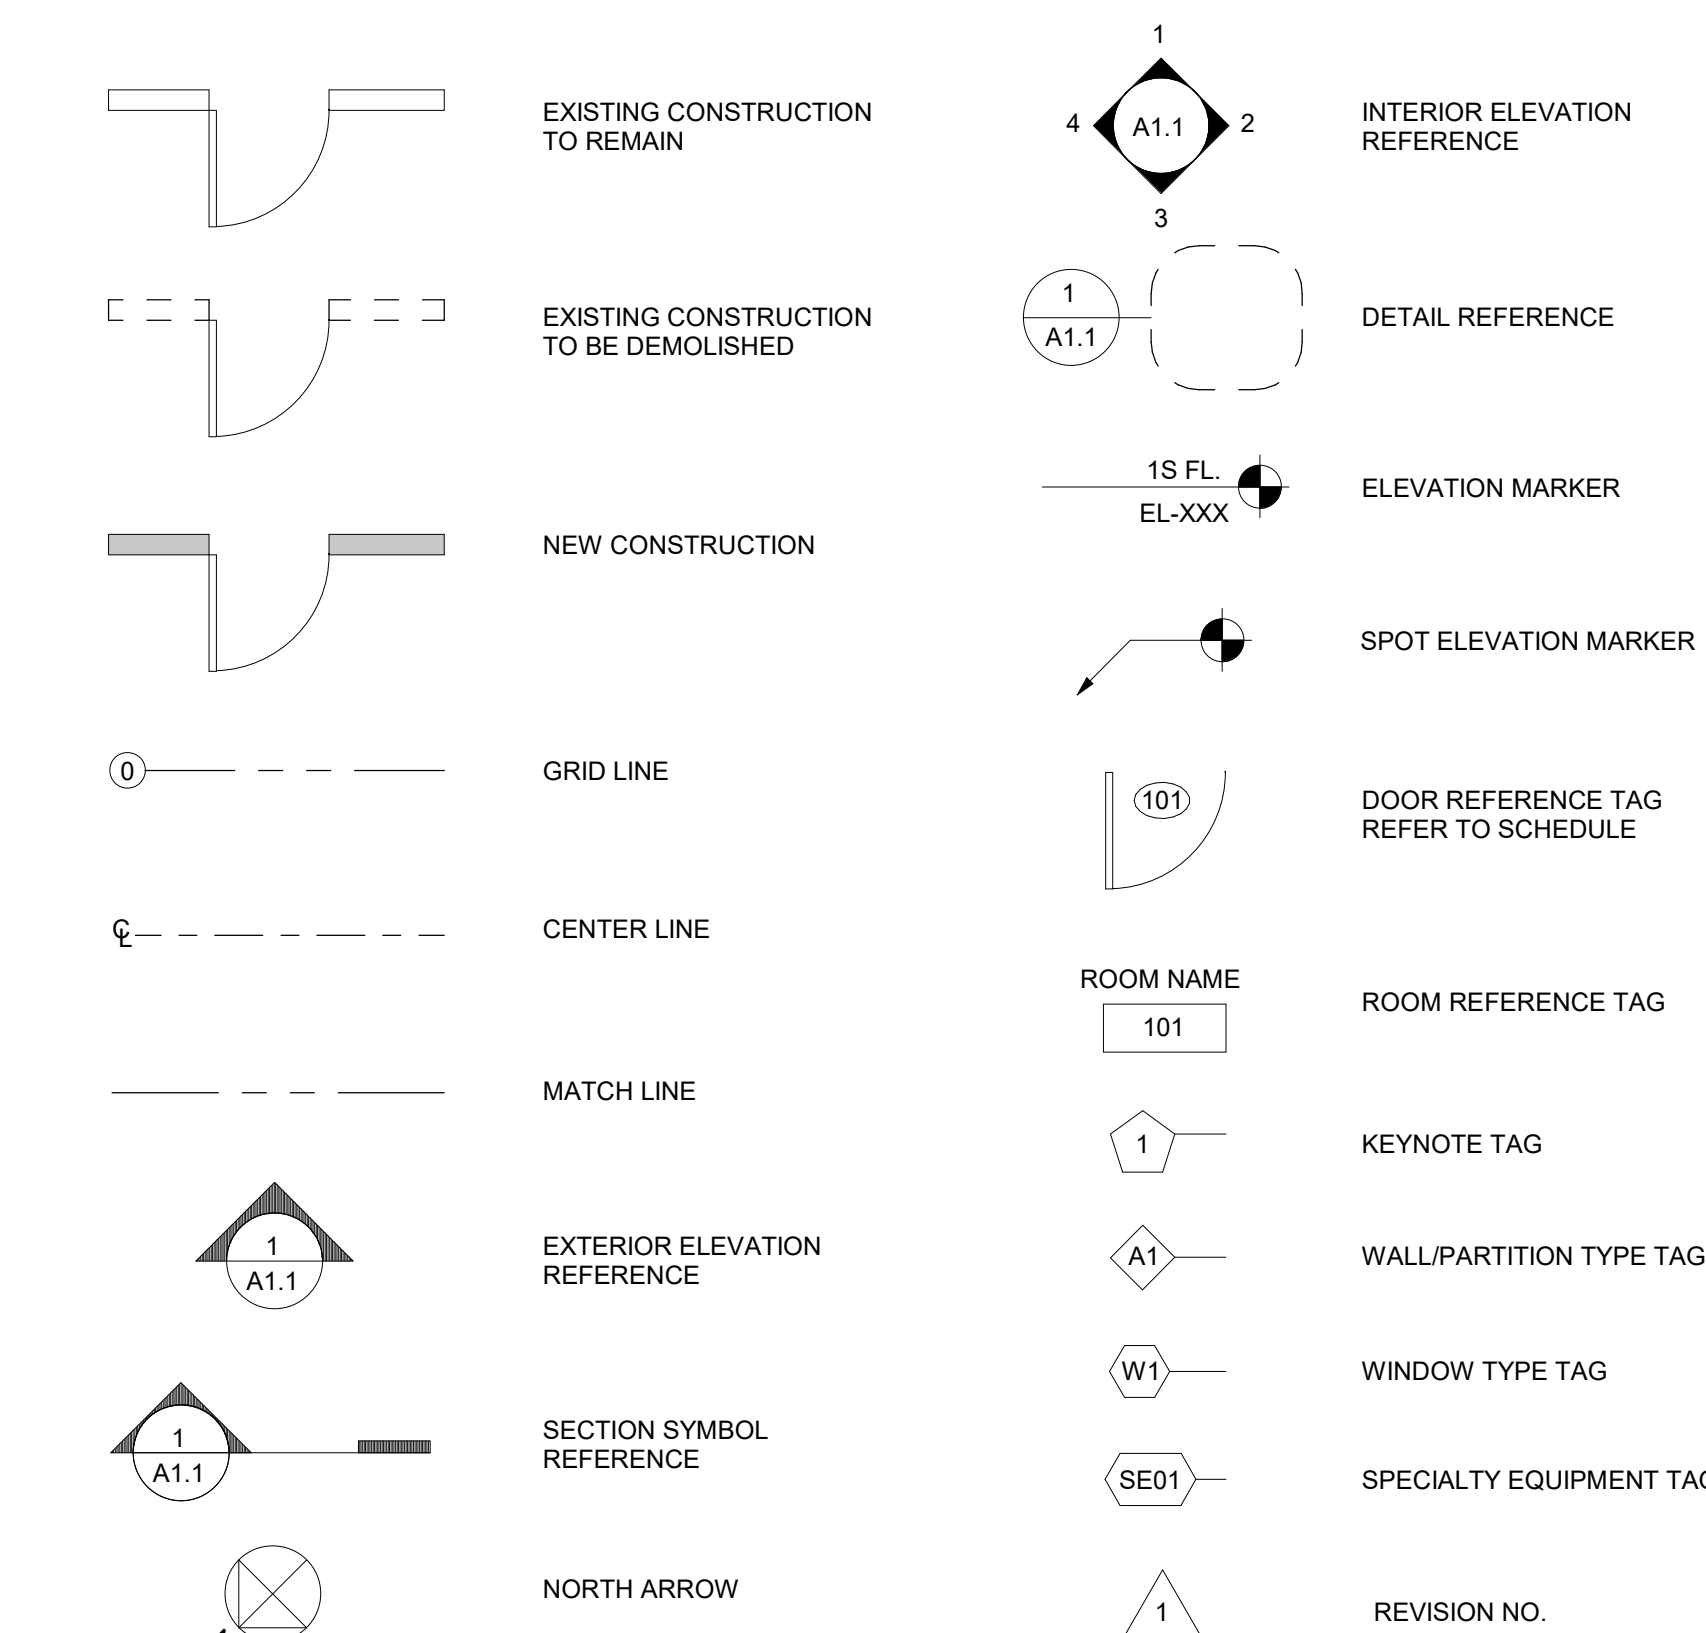 EXISTING CONSTRUCTION
TO REMAIN
EXISTING CONSTRUCTION
TO BE DEMOLISHED
NEW CONSTRUCTION
0
GRID LINE
CL
CENTER LINE
MATCH LINE
1
A1.1
EXTERIOR ELEVATION
REFERENCE
1
A1.1
SECTION SYMBOL
REFERENCE
NORTH ARROW
1
4
A1.1
2
3
INTERIOR ELEVATION
REFERENCE
1
A1.1
DETAIL REFERENCE
1S FL.
EL-XXX
ELEVATION MARKER
SPOT ELEVATION MARKER
101
DOOR REFERENCE TAG
REFER TO SCHEDULE
ROOM NAME
101
ROOM REFERENCE TAG
1
KEYNOTE TAG
A1
WALL/PARTITION TYPE TAG
W1
WINDOW TYPE TAG
SE01
SPECIALTY EQUIPMENT TAG
1
REVISION NO.